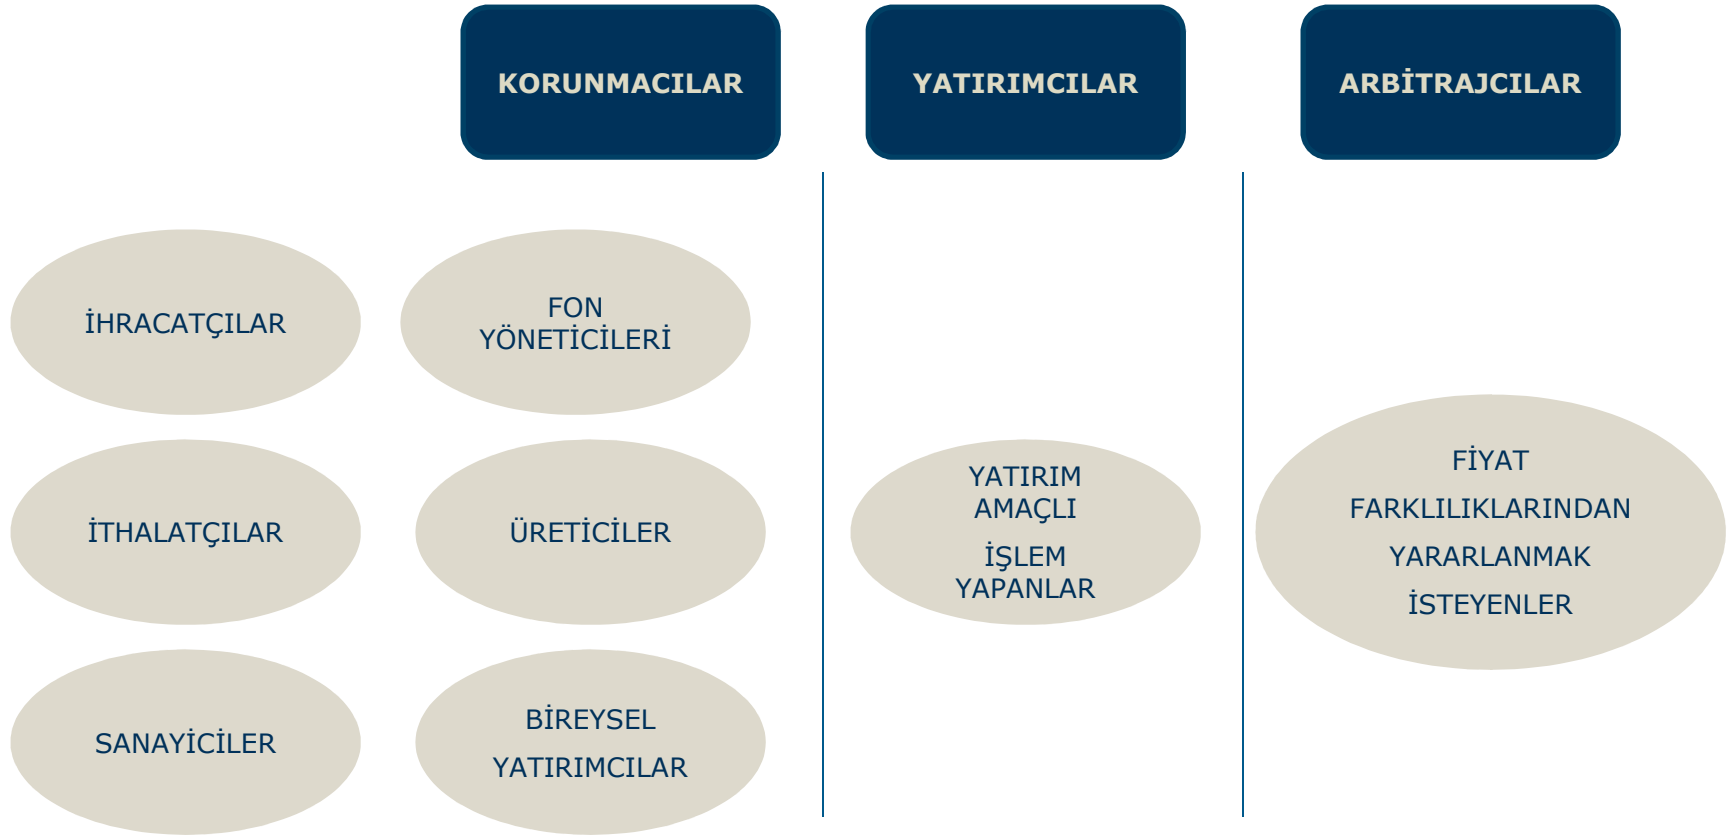 KORUNMACILAR
YATIRIMCILAR
ARBİTRAJCILAR
İHRACATÇILAR
FON
YÖNETİCİLERİ
İTHALATÇILAR
ÜRETİCİLER
SANAYİCİLER
BİREYSEL
YATIRIMCILAR
YATIRIM
AMAÇLI
İŞLEM
YAPANLAR
FİYAT
FARKLILIKLARINDAN
YARARLANMAK
İSTEYENLER